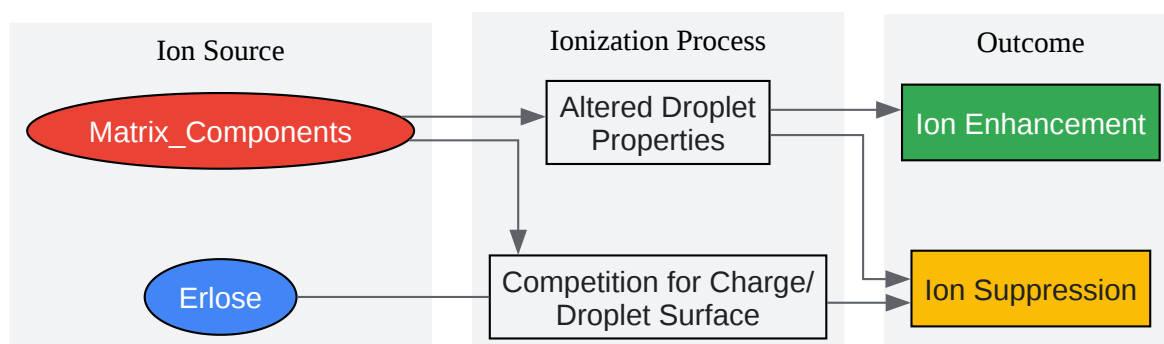 Ion Source
Matrix_Components
Erlose
Ionization Process
Altered Droplet
Properties
Competition for Charge/
Droplet Surface
Outcome
Ion Enhancement
Ion Suppression